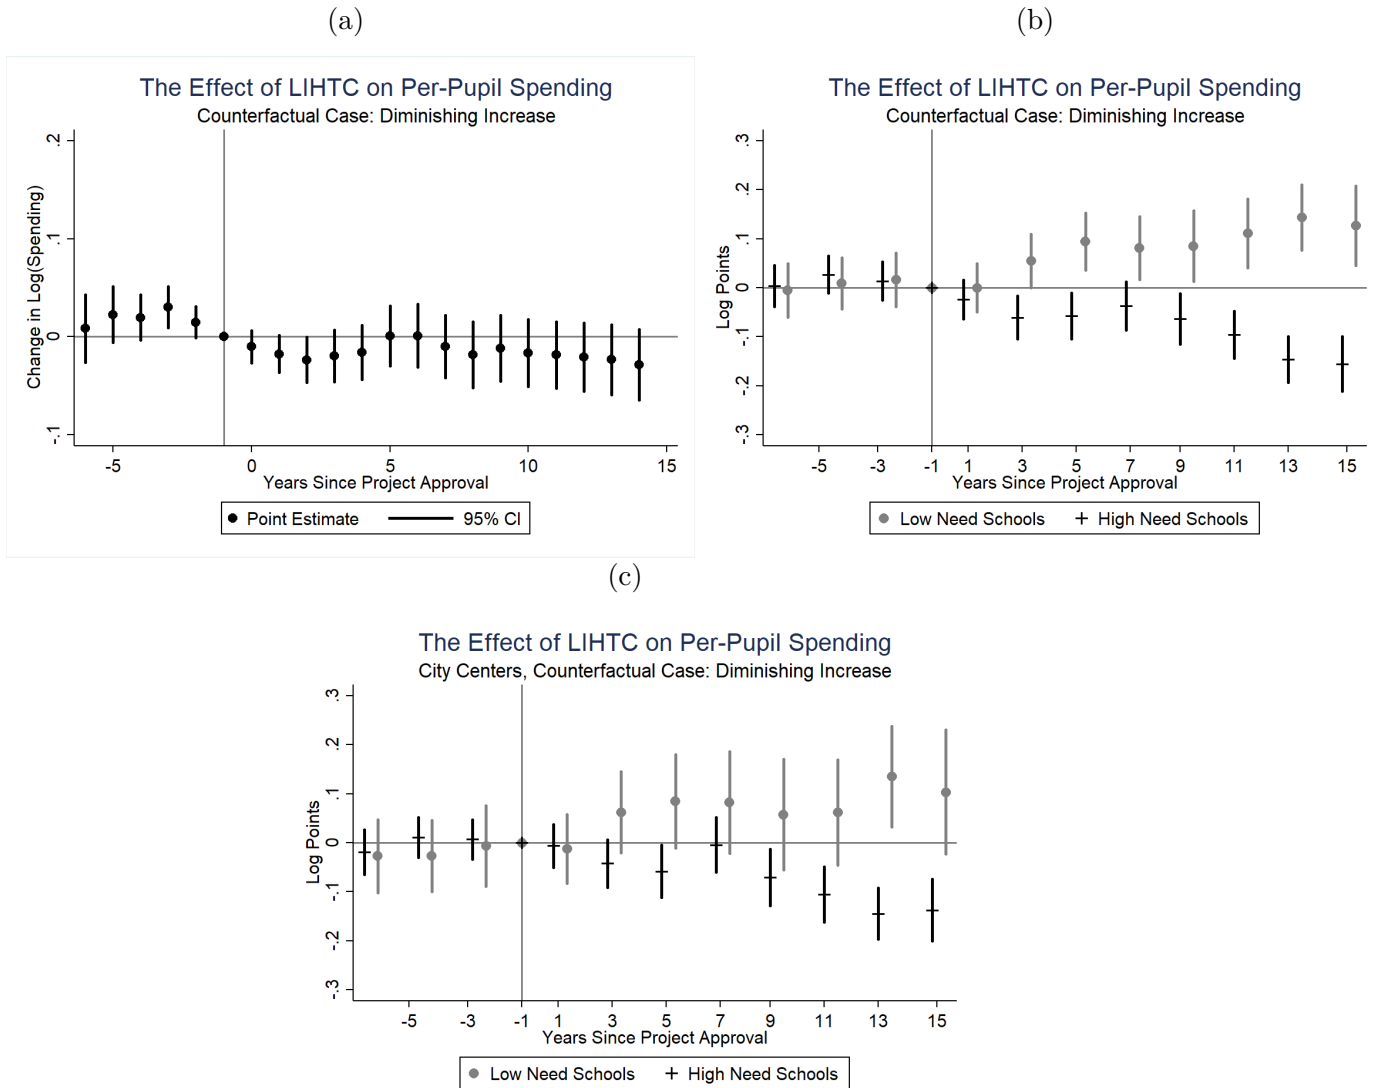 (a)
The Effect of LIHTC on Per-Pupil Spending
Counterfactual Case: Diminishing Increase
Change in Log(Spending)
.2
.1
0
-.1
-5 0 5 10 15
Years Since Project Approval
Point Estimate 95% CI
(b)
The Effect of LIHTC on Per-Pupil Spending
Counterfactual Case: Diminishing Increase
Log Points
.3
.2
.1
0
-.1
-.2
-.3
-5 -3 -1 1 3 5 7 9 11 13 15
Years Since Project Approval
Low Need Schools High Need Schools
(c)
The Effect of LIHTC on Per-Pupil Spending
City Centers, Counterfactual Case: Diminishing Increase
Log Points
.3
.2
.1
0
-.1
-.2
-.3
-5 -3 -1 1 3 5 7 9 11 13 15
Years Since Project Approval
Low Need Schools High Need Schools